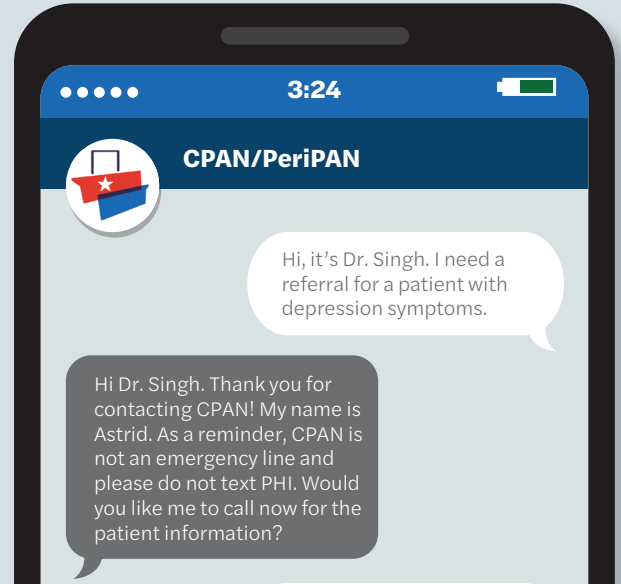 3:24
CPAN/PeriPAN
Hi, it’s Dr. Singh. I need a
referral for a patient with
depression symptoms.
Hi Dr. Singh. Thank you for
contacting CPAN! My name is
Astrid. As a reminder, CPAN is
not an emergency line and
please do not text PHI. Would
you like me to call now for the
patient information?